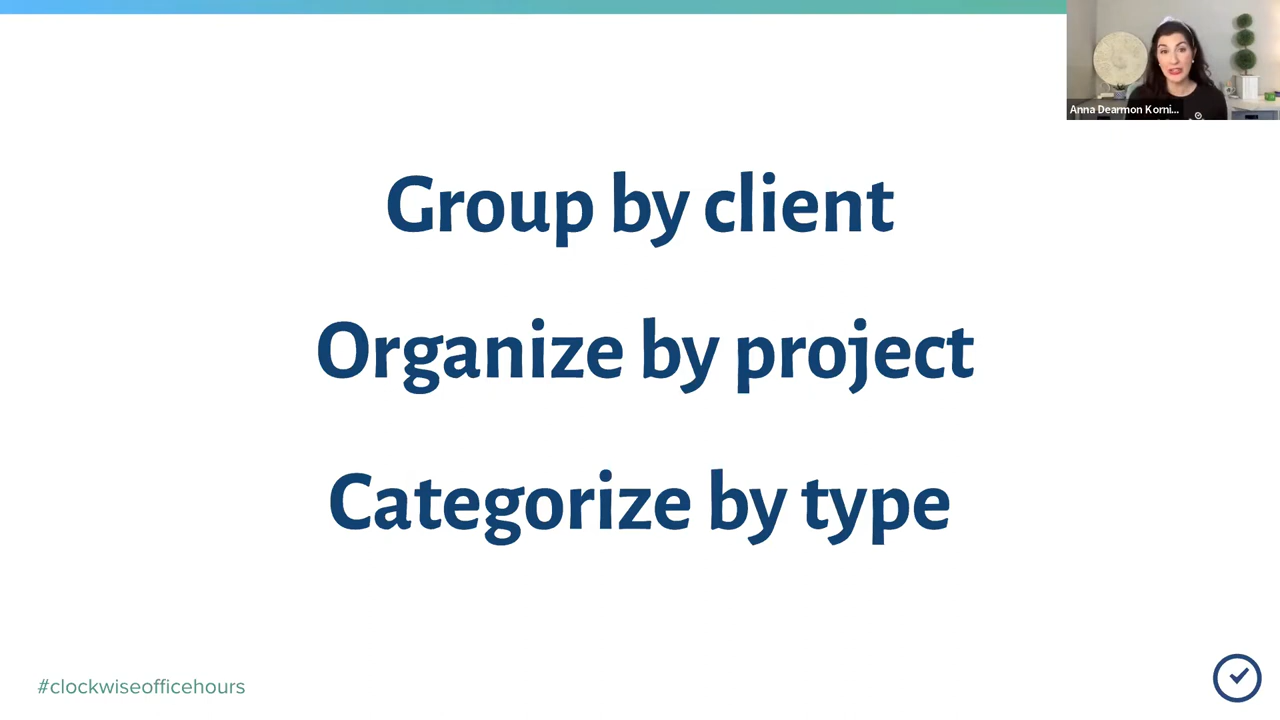 Anna Dearmon Korni...
Group by client
Organize by project
Categorize by type
#clockwiseofficehours